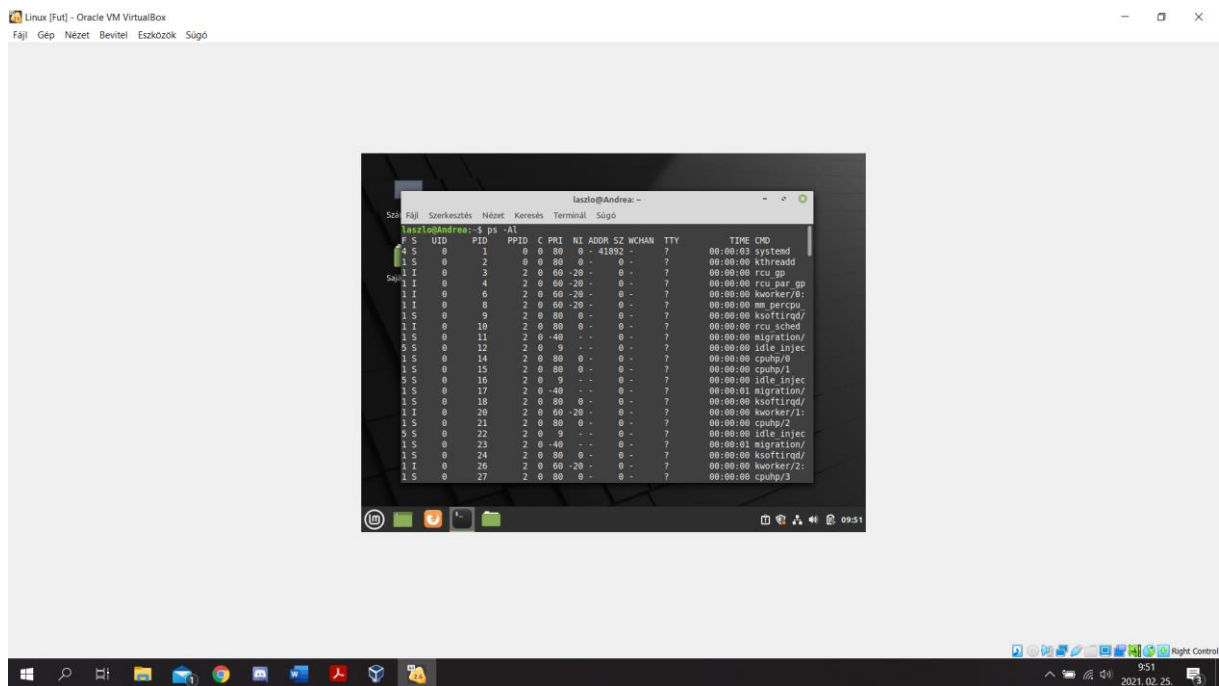 Linux [Fut] - Oracle VM VirtualBox
Fájl Gép Nézet Bevitel Eszközök Súgó
laszlo@Andrea: ~
Fájl Szerkesztés Nézet Keresés Terminál Súgó
laszlo@Andrea:~$ ps -Al
F S UID PID PPID C PRI NI ADDR SZ WCHAN TTY TIME CMD
4 S 0 1 0 0 80 0 - 41892 - ? 00:00:03 systemd
1 S 0 2 0 0 80 0 - 0 - ? 00:00:00 kthreadd
1 I 0 3 2 0 60 -20 - 0 - ? 00:00:00 rcu_gp
1 I 0 4 2 0 60 -20 - 0 - ? 00:00:00 rcu_par_gp
1 I 0 6 2 0 60 -20 - 0 - ? 00:00:00 kworker/0:
1 I 0 8 2 0 60 -20 - 0 - ? 00:00:00 mm_percpu_
1 S 0 9 2 0 80 0 - 0 - ? 00:00:00 ksoftirqd/
1 I 0 10 2 0 80 0 - 0 - ? 00:00:00 rcu_sched
1 S 0 11 2 0 -40 - - 0 - ? 00:00:00 migration/
5 S 0 12 2 0 9 - - 0 - ? 00:00:00 idle_injec
1 S 0 14 2 0 80 0 - 0 - ? 00:00:00 cpuhp/0
1 S 0 15 2 0 80 0 - 0 - ? 00:00:00 cpuhp/1
5 S 0 16 2 0 9 - - 0 - ? 00:00:00 idle_injec
1 S 0 17 2 0 -40 - - 0 - ? 00:00:01 migration/
1 S 0 18 2 0 80 0 - 0 - ? 00:00:00 ksoftirqd/
1 I 0 20 2 0 60 -20 - 0 - ? 00:00:00 kworker/1:
1 S 0 21 2 0 80 0 - 0 - ? 00:00:00 cpuhp/2
5 S 0 22 2 0 9 - - 0 - ? 00:00:00 idle_injec
1 S 0 23 2 0 -40 - - 0 - ? 00:00:01 migration/
1 S 0 24 2 0 80 0 - 0 - ? 00:00:00 ksoftirqd/
1 I 0 26 2 0 60 -20 - 0 - ? 00:00:00 kworker/2:
1 S 0 27 2 0 80 0 - 0 - ? 00:00:00 cpuhp/3
09:51
Right Control
9:51
2021. 02. 25.